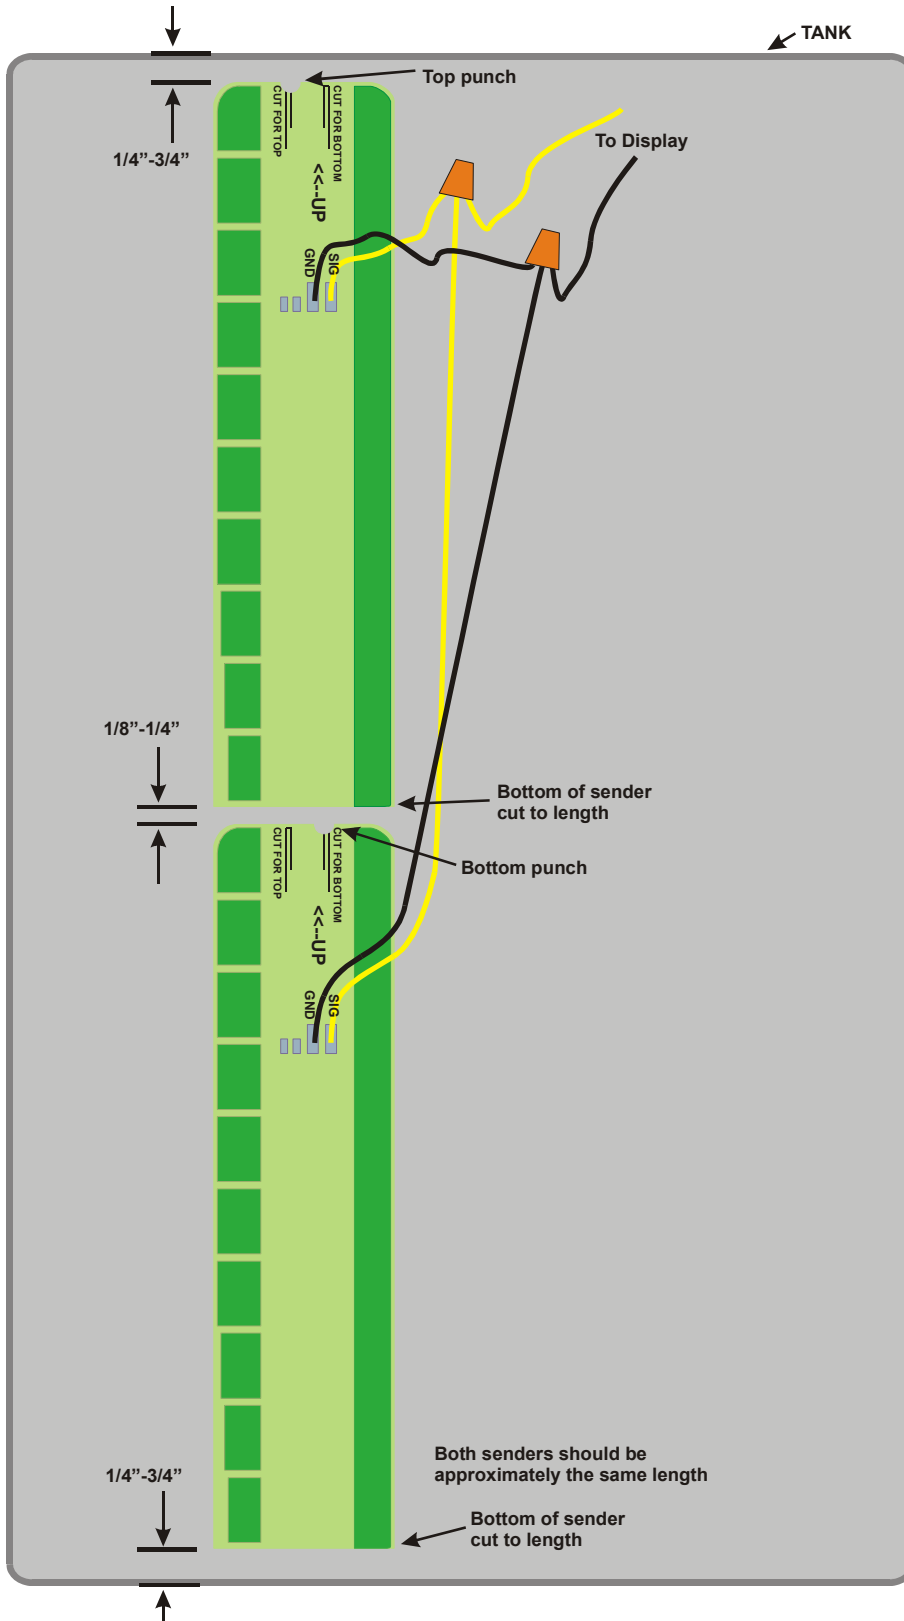 TANK
Top punch
CUT FOR TOP
CUT FOR BOTTOM
1/4”-3/4”
To Display
<<--UP
GND
SIG
1/8”-1/4”
Bottom of sender
cut to length
CUT FOR TOP
CUT FOR BOTTOM
Bottom punch
<<--UP
GND
SIG
Both senders should be
approximately the same length
1/4”-3/4”
Bottom of sender
cut to length